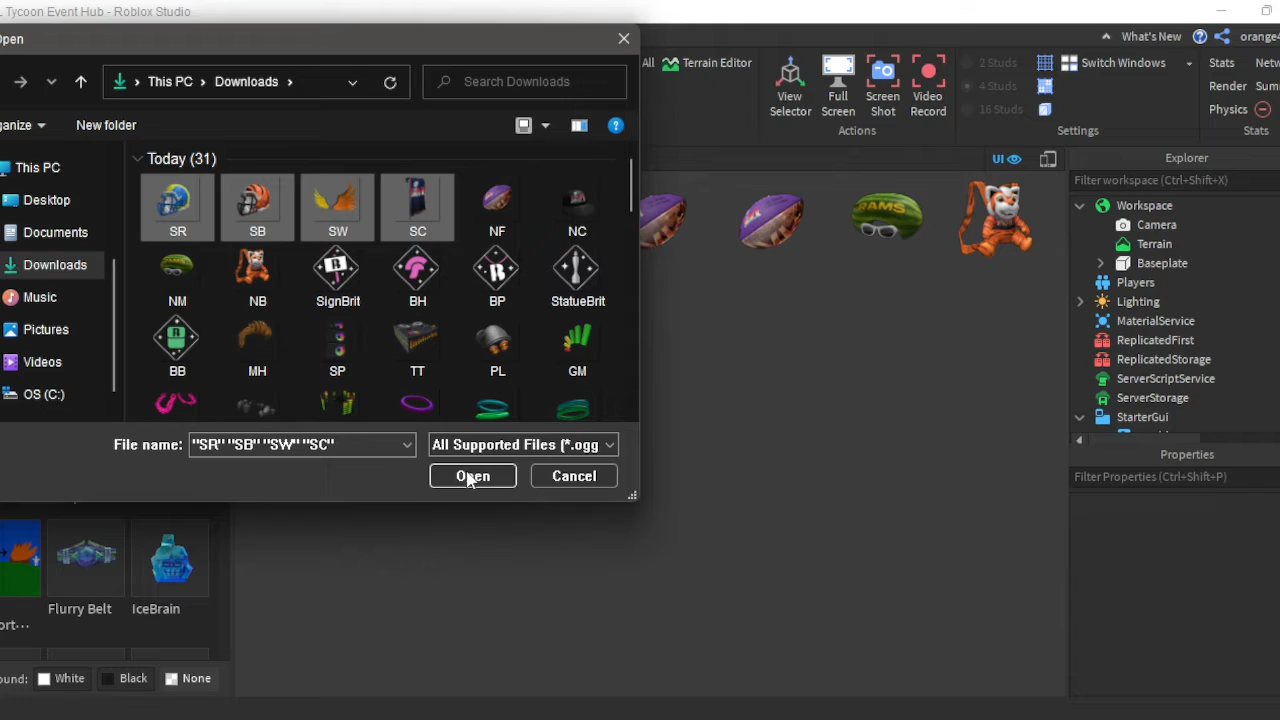 Tycoon Event Hub - Roblox Studio
Open
What's New
This PC
Downloads
Search Downloads
New folder
All
Terrain Editor
View
Selector
Full
Screen
Screen
Shot
Video
Record
Actions
2 Studs
4 Studs
16 Studs
Switch Windows
Settings
Stats
Render
Physics
Stats
This PC
Desktop
Documents
Downloads
Music
Pictures
Videos
OS (C:)
Today (31)
SR
SB
SW
SC
NF
NC
NM
NB
SignBrit
BH
BP
StatueBrit
BB
MH
SP
TT
PL
GM
File name:
"SR" "SB" "SW" "SC"
All Supported Files (*.ogg
Open
Cancel
UI
RAMS
Explorer
Filter workspace (Ctrl+Shift+X)
Workspace
Camera
Terrain
Baseplate
Players
Lighting
MaterialService
ReplicatedFirst
ReplicatedStorage
ServerScriptService
ServerStorage
StarterGui
Properties
Filter Properties (Ctrl+Shift+P)
Flurry Belt
IceBrain
White
Black
None